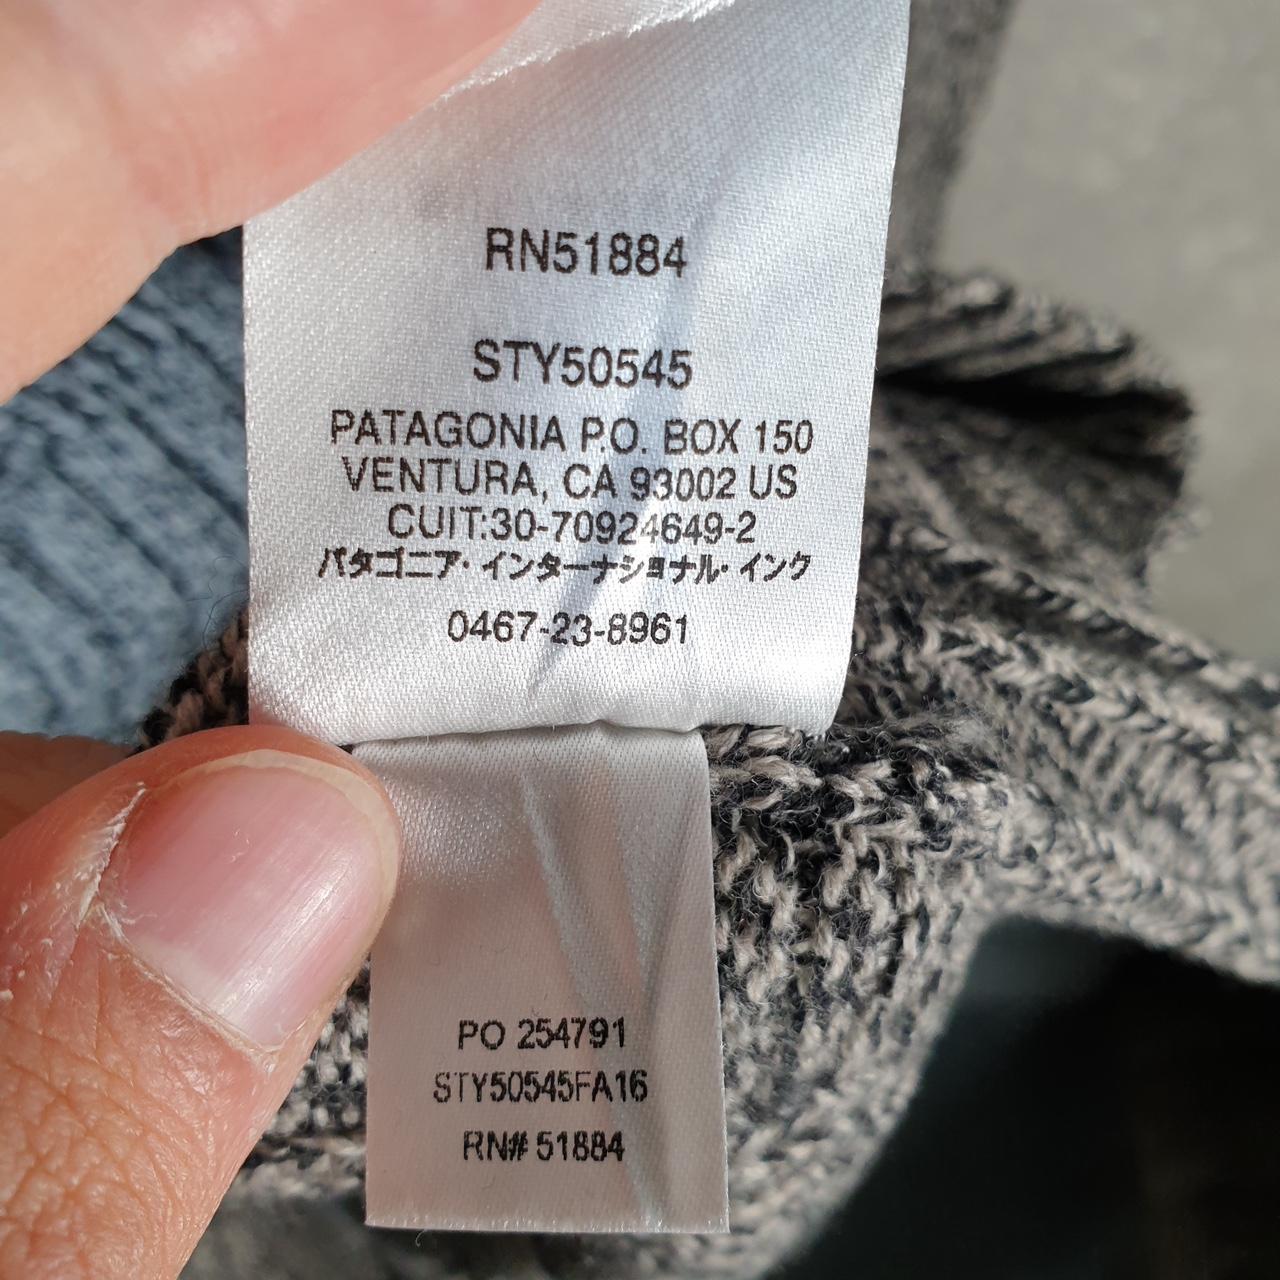 RN51884
STY50545
PATAGONIA P.O. BOX 150
VENTURA, CA 93002 US
CUIT:30-70924649-2
パタゴニア・インターナショナル・インク
0467-23-8961
PO 254791
STY50545FA16
RN# 51884